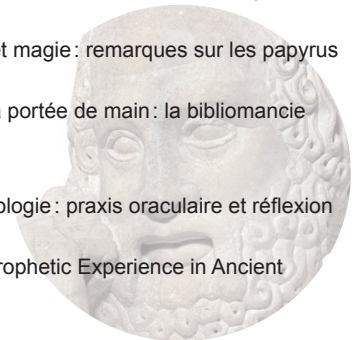 et magie : remarques sur les papyrus
portée de main : la bibliomancie
ologie : praxis oraculaire et réflexion
rophetic Experience in Ancient